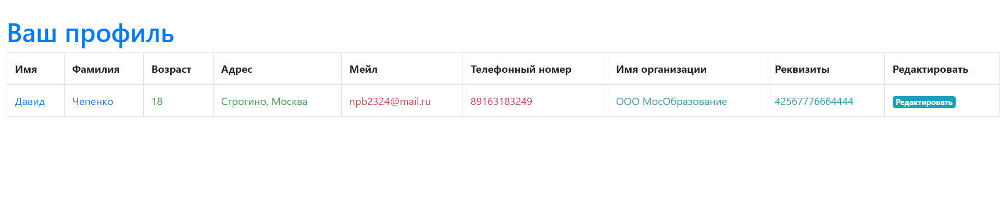 Ваш профиль
Имя Фамилия Возраст Адрес Мейл Телефонный номер Имя организации Реквизиты Редактировать
Давид Чепенко 18 Строгино, Москва npb2324@mail.ru 89163183249 ООО МосОбразование 42567776664444 Редактировать